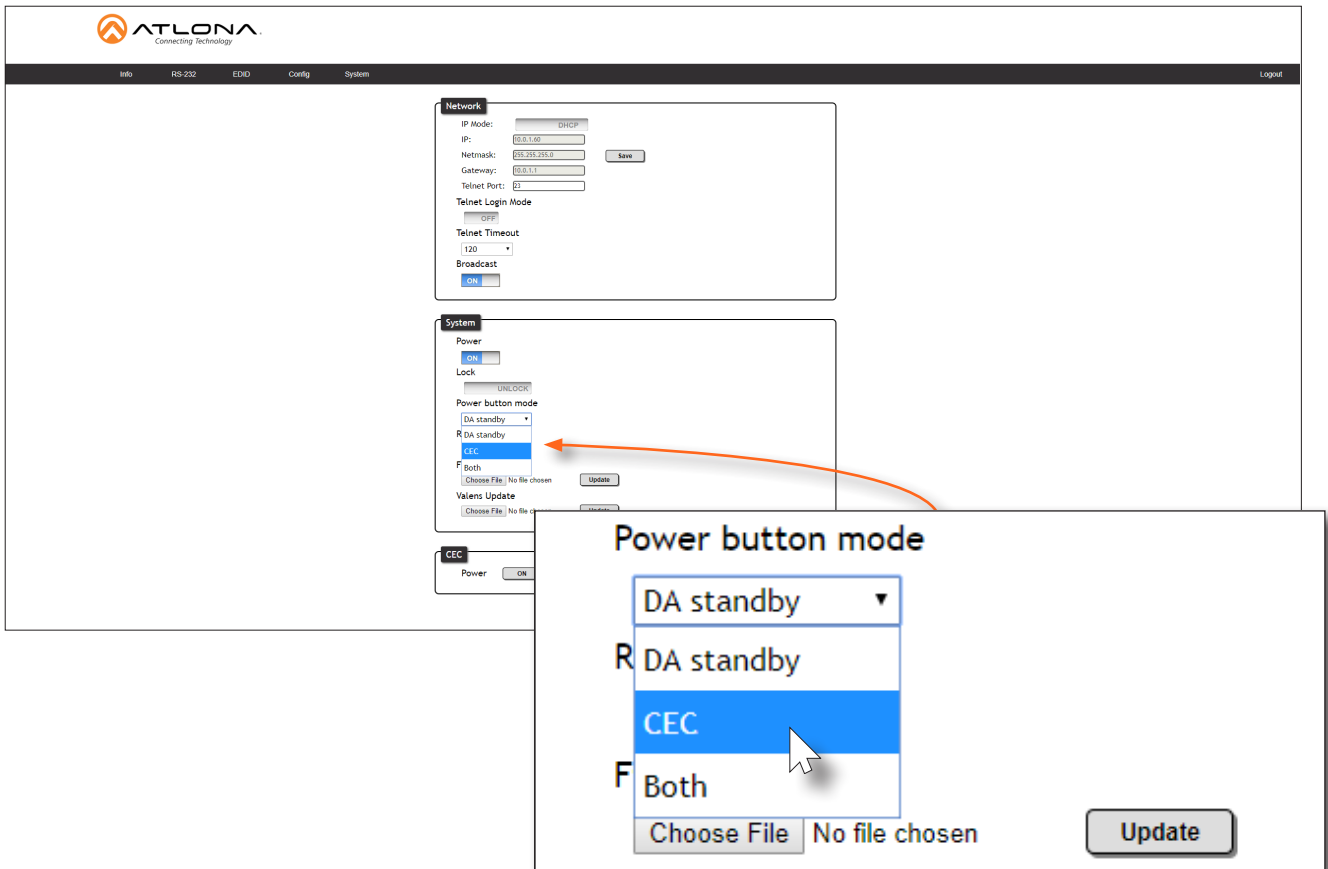 ATLONA.
Connecting Technology
Info RS-232 EDID Config System Logout
Network
IP Mode: DHCP
IP: 10.0.1.60
Netmask: 255.255.255.0 Save
Gateway: 10.0.1.1
Telnet Port: 23
Telnet Login Mode
OFF
Telnet Timeout
120
Broadcast
ON
System
Power
ON
Lock
UNLOCK
Power button mode
DA standby
R DA standby
CEC
F Both
Choose File No file chosen Update
Valens Update
Choose File No file
CEC
Power ON
Power button mode
DA standby
R DA standby
CEC
F Both
Choose File No file chosen Update